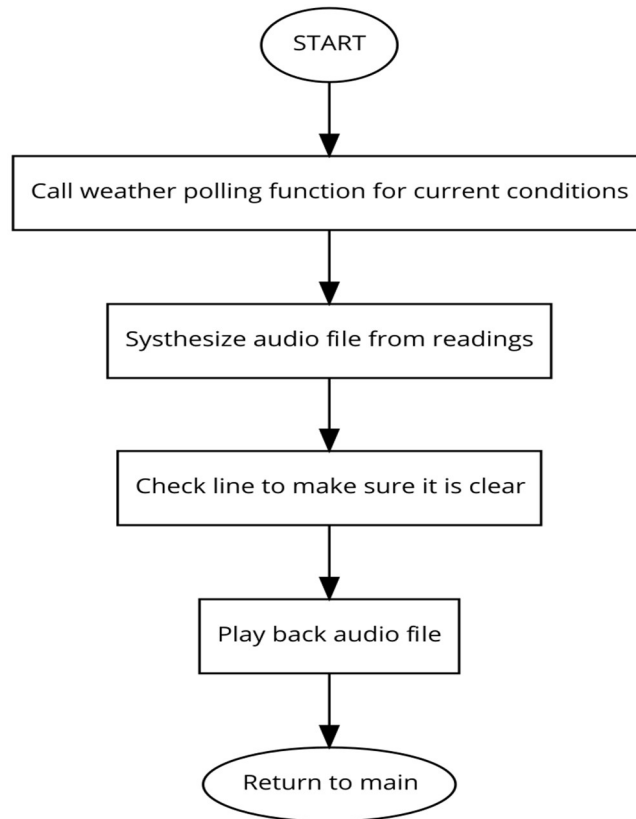 START
Call weather polling function for current conditions
Systhesize audio file from readings
Check line to make sure it is clear
Play back audio file
Return to main